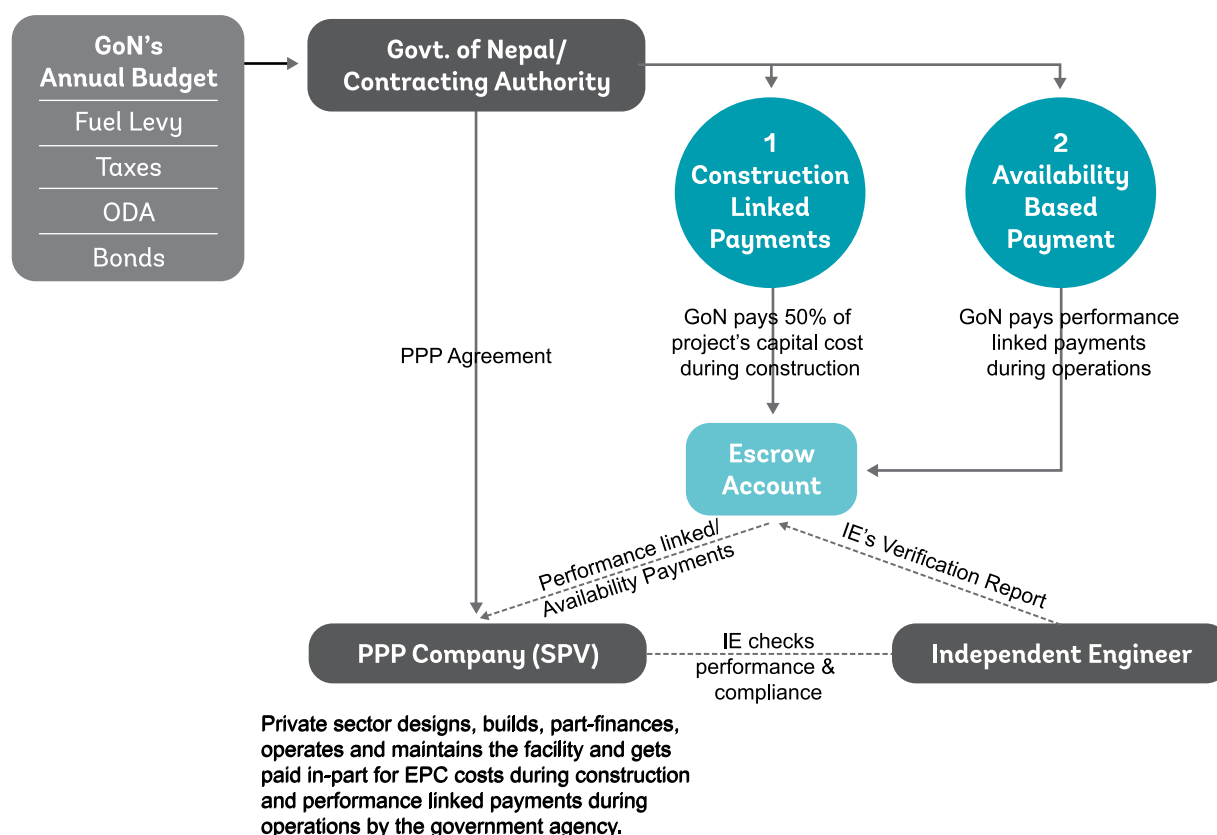 GoN's
Annual Budget
Fuel Levy
Taxes
ODA
Bonds
Govt. of Nepal/
Contracting Authority
1
Construction
Linked
Payments
2
Availability
Based
Payment
PPP Agreement
GoN pays 50% of
project's capital cost
during construction
GoN pays performance
linked payments
during operations
Escrow
Account
Performance linked/
Availability Payments
IE's Verification Report
PPP Company (SPV)
IE checks
performance &
compliance
Independent Engineer
Private sector designs, builds, part-finances,
operates and maintains the facility and gets
paid in-part for EPC costs during construction
and performance linked payments during
operations by the government agency.